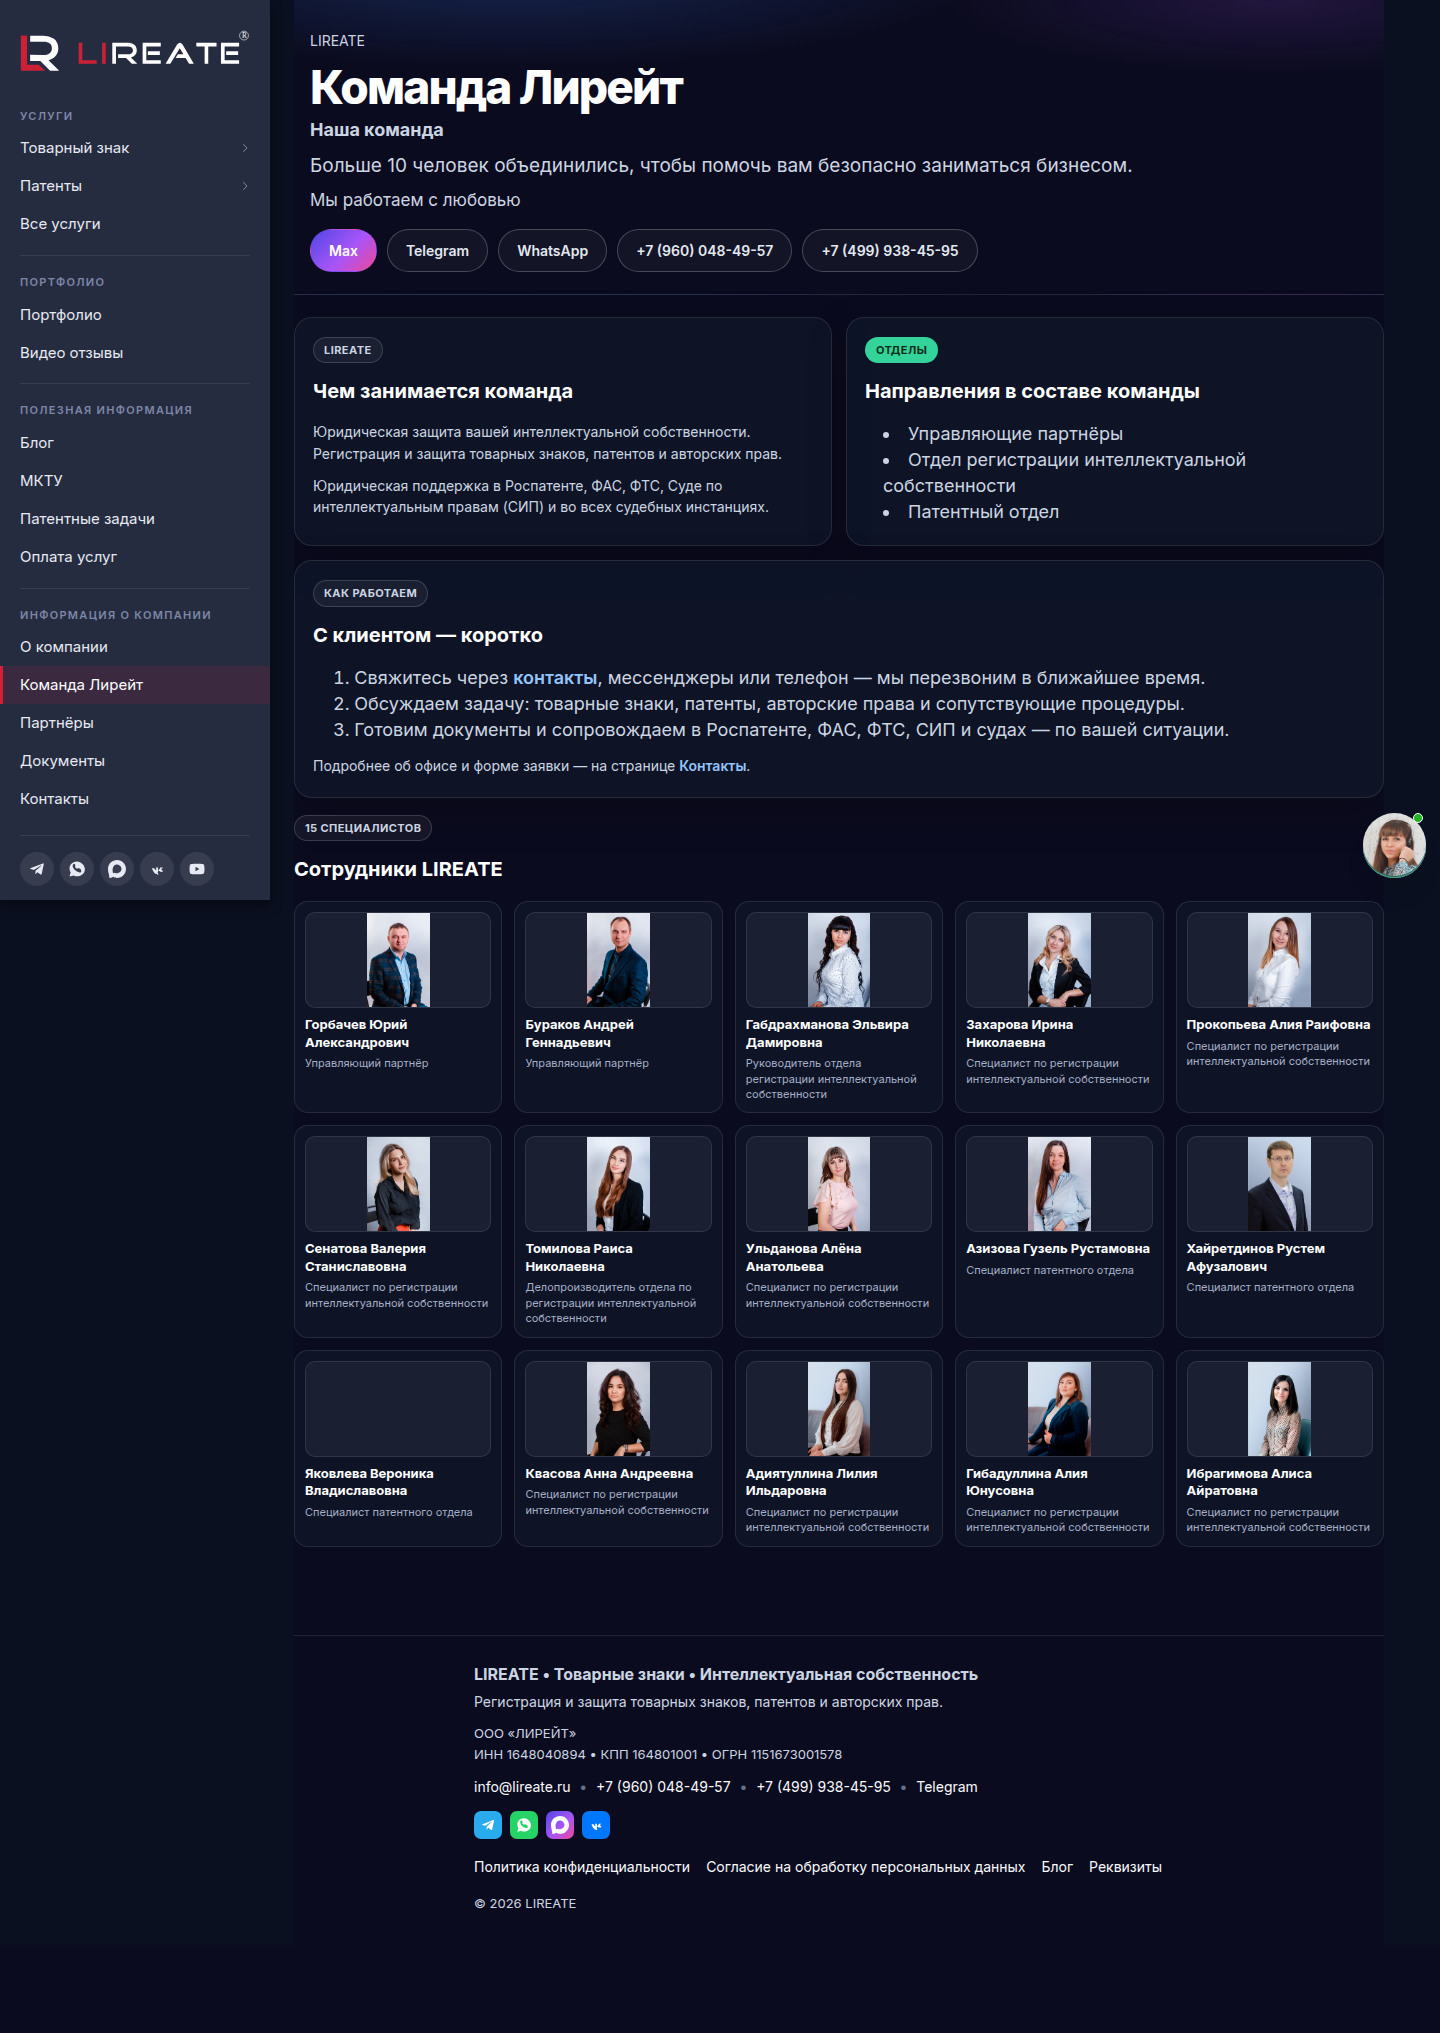 LIREATE®
УСЛУГИ
Товарный знак
Патенты
Все услуги
ПОРТФОЛИО
Портфолио
Видео отзывы
ПОЛЕЗНАЯ ИНФОРМАЦИЯ
Блог
МКТУ
Патентные задачи
Оплата услуг
ИНФОРМАЦИЯ О КОМПАНИИ
О компании
Команда Лирейт
Партнёры
Документы
Контакты
LIREATE
Команда Лирейт
Наша команда
Больше 10 человек объединились, чтобы помочь вам безопасно заниматься бизнесом.
Мы работаем с любовью
Max
Telegram
WhatsApp
+7 (960) 048-49-57
+7 (499) 938-45-95
LIREATE
Чем занимается команда
Юридическая защита вашей интеллектуальной собственности.
Регистрация и защита товарных знаков, патентов и авторских прав.
Юридическая поддержка в Роспатенте, ФАС, ФТС, Суде по
интеллектуальным правам (СИП) и во всех судебных инстанциях.
ОТДЕЛЫ
Направления в составе команды
• Управляющие партнёры
• Отдел регистрации интеллектуальной
собственности
• Патентный отдел
КАК РАБОТАЕМ
С клиентом — коротко
1. Свяжитесь через контакты, мессенджеры или телефон — мы перезвоним в ближайшее время.
2. Обсуждаем задачу: товарные знаки, патенты, авторские права и сопутствующие процедуры.
3. Готовим документы и сопровождаем в Роспатенте, ФАС, ФТС, СИП и судах — по вашей ситуации.
Подробнее об офисе и форме заявки — на странице Контакты.
15 СПЕЦИАЛИСТОВ
Сотрудники LIREATE
Горбачев Юрий
Александрович
Управляющий партнёр
Бураков Андрей
Геннадьевич
Управляющий партнёр
Габдрахманова Эльвира
Дамировна
Руководитель отдела
регистрации интеллектуальной
собственности
Захарова Ирина
Николаевна
Специалист по регистрации
интеллектуальной собственности
Прокопьева Алия Раифовна
Специалист по регистрации
интеллектуальной собственности
Сенатова Валерия
Станиславовна
Специалист по регистрации
интеллектуальной собственности
Томилова Раиса
Николаевна
Делопроизводитель отдела по
регистрации интеллектуальной
собственности
Ульданова Алёна
Анатольева
Специалист по регистрации
интеллектуальной собственности
Азизова Гузель Рустамовна
Специалист патентного отдела
Хайретдинов Рустем
Афузалович
Специалист патентного отдела
Яковлева Вероника
Владиславовна
Специалист патентного отдела
Квасова Анна Андреевна
Специалист по регистрации
интеллектуальной собственности
Адиятуллина Лилия
Ильдаровна
Специалист по регистрации
интеллектуальной собственности
Гибадуллина Алия
Юнусовна
Специалист по регистрации
интеллектуальной собственности
Ибрагимова Алиса
Айратовна
Специалист по регистрации
интеллектуальной собственности
LIREATE • Товарные знаки • Интеллектуальная собственность
Регистрация и защита товарных знаков, патентов и авторских прав.
ООО «ЛИРЕЙТ»
ИНН 1648040894 • КПП 164801001 • ОГРН 1151673001578
info@lireate.ru • +7 (960) 048-49-57 • +7 (499) 938-45-95 • Telegram
Политика конфиденциальности Согласие на обработку персональных данных Блог Реквизиты
© 2026 LIREATE